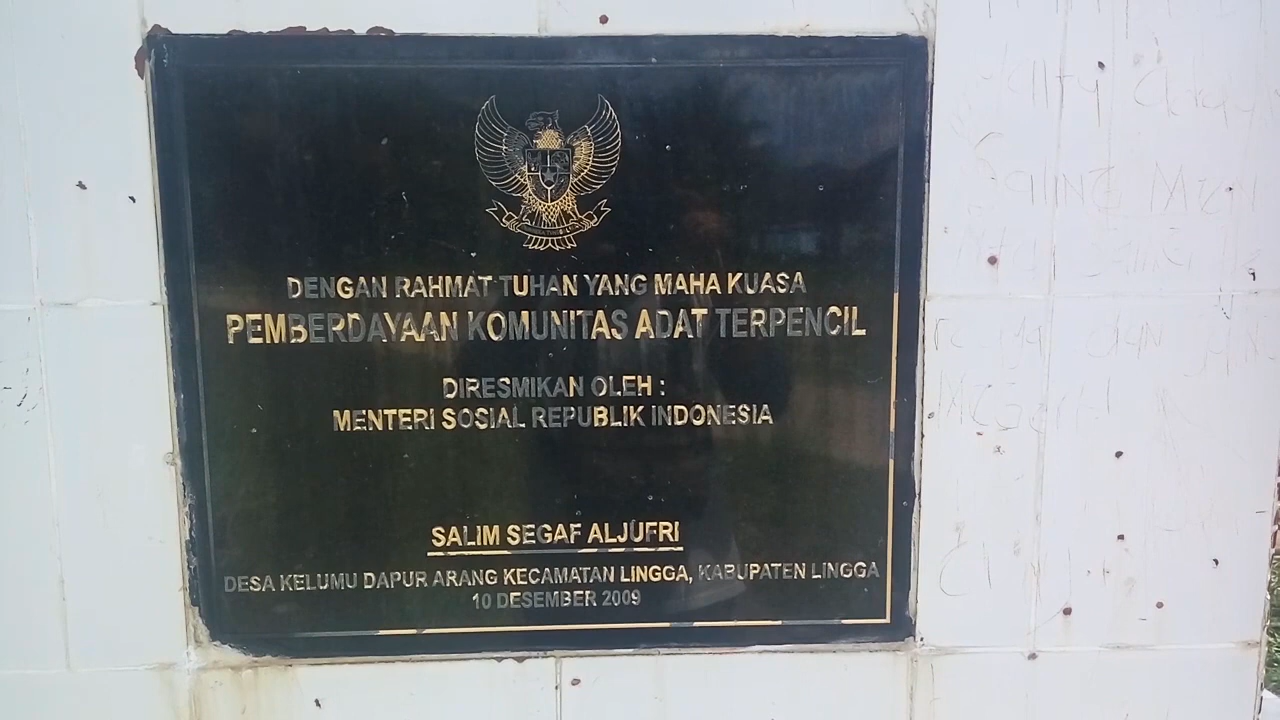 DENGAN RAHMAT TUHAN YANG MAHA KUASA
PEMBERDAYAAN KOMUNITAS ADAT TERPENCIL
DIRESMIKAN OLEH :
MENTERI SOSIAL REPUBLIK INDONESIA
SALIM SEGAF ALJUFRI
DESA KELUMU DAPUR ARANG KECAMATAN LINGGA, KABUPATEN LINGGA
10 DESEMBER 2009